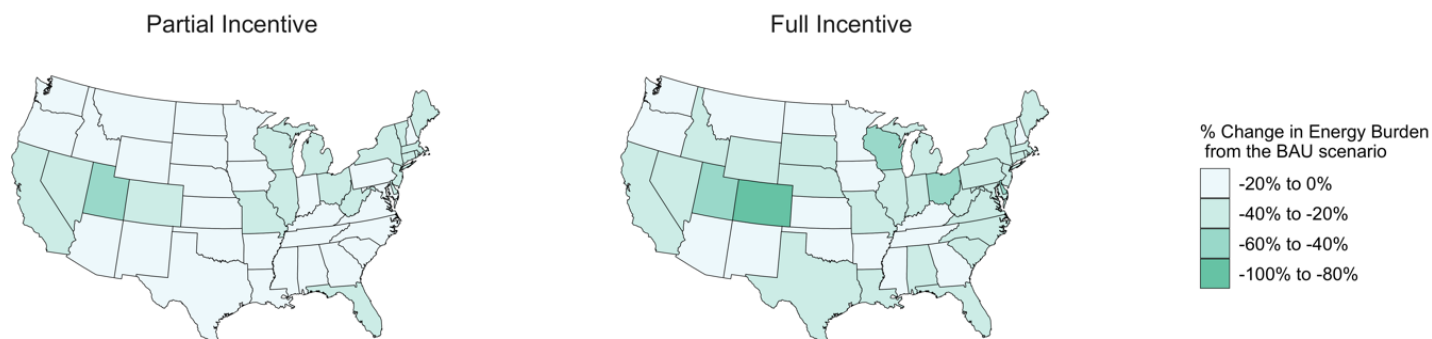 Partial Incentive
Full Incentive
% Change in Energy Burden
from the BAU scenario
-20% to 0%
-40% to -20%
-60% to -40%
-100% to -80%